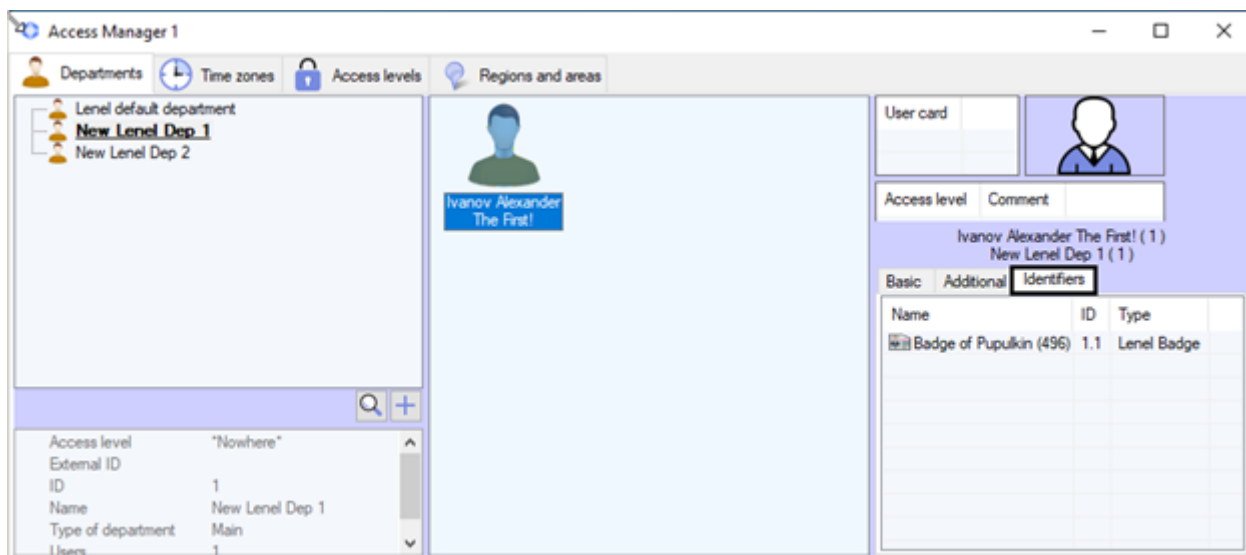 Access Manager 1
Departments Time zones Access levels Regions and areas
Lenel default department
New Lenel Dep 1
New Lenel Dep 2
Access level "Nowhere"
External ID
ID 1
Name New Lenel Dep 1
Type of department Main
Users 1
Ivanov Alexander
The First!
User card
Access level Comment
Ivanov Alexander The First! ( 1 )
New Lenel Dep 1 ( 1 )
Basic Additional Identifiers
Name ID Type
Badge of Pupulkin (496) 1.1 Lenel Badge